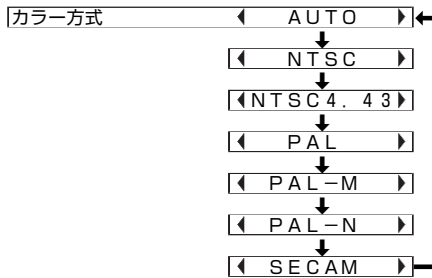 カラー方式 AUTO
NTSC
NTSC4.43
PAL
PAL－M
PAL－N
SECAM